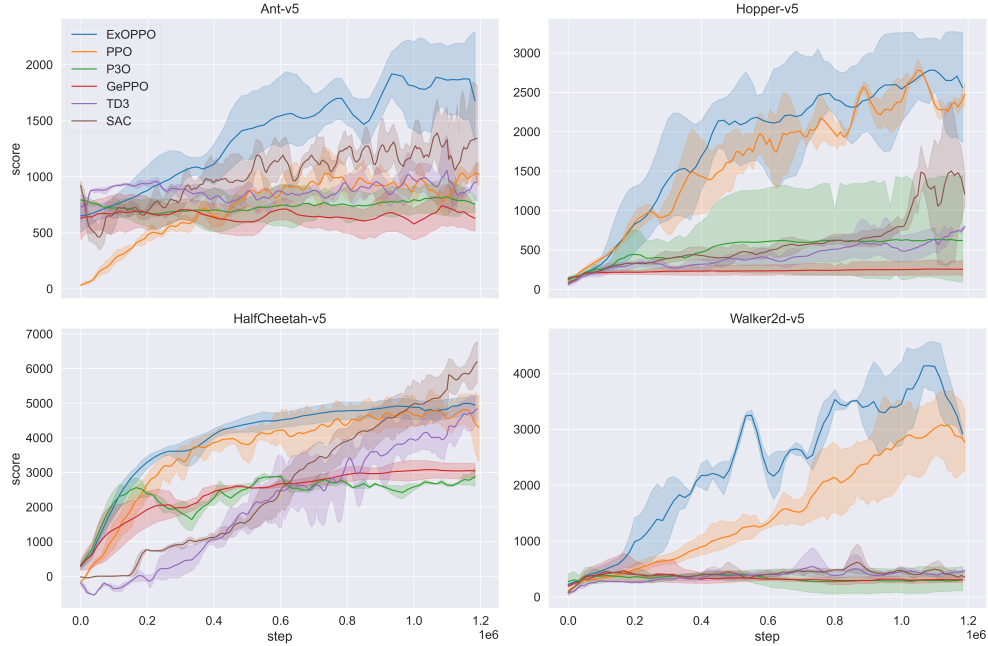 Ant-v5
2000
1500
1000
500
0
score
ExOPPO
PPO
P3O
GePPO
TD3
SAC
Hopper-v5
3000
2500
2000
1500
1000
500
0
HalfCheetah-v5
7000
6000
5000
4000
3000
2000
1000
0
score
0.0 0.2 0.4 0.6 0.8 1.0 1.2
step
1e6
Walker2d-v5
4000
3000
2000
1000
0
0.0 0.2 0.4 0.6 0.8 1.0 1.2
step
1e6